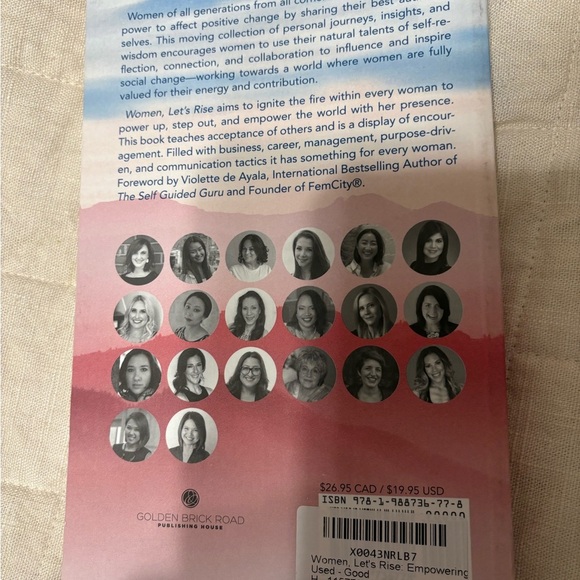 Women of all generations from all
power to affect positive change by sharing their best
selves. This moving collection of personal journeys, insights, and
wisdom encourages women to use their natural talents of self-re-
flection, connection, and collaboration to influence and inspire
social change—working towards a world where women are fully
valued for their energy and contribution.
Women, Let's Rise aims to ignite the fire within every woman to
power up, step out, and empower the world with her presence.
This book teaches acceptance of others and is a display of encour-
agement. Filled with business, career, management, purpose-driv-
en, and communication tactics it has something for every woman.
Foreword by Violette de Ayala, International Bestselling Author of
The Self Guided Guru and Founder of FemCity®.
GOLDEN BRICK ROAD
PUBLISHING HOUSE
$26.95 CAD / $19.95 USD
ISBN 978-1-988736-77-8
X0043NRLB7
Women, Let's Rise: Empowering
Used - Good